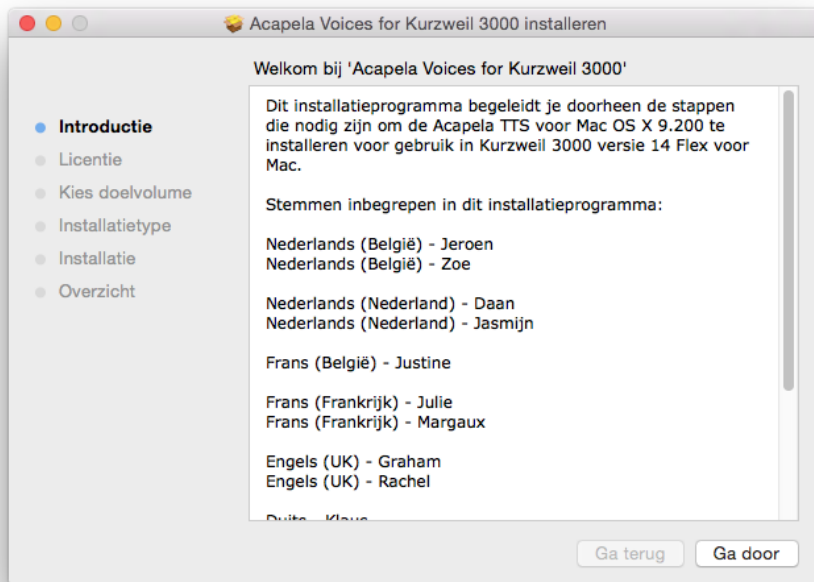 Acapela Voices for Kurzweil 3000 installeren
Welkom bij 'Acapela Voices for Kurzweil 3000'
Introductie
Licentie
Kies doelvolume
Installatietype
Installatie
Overzicht
Dit installatieprogramma begeleidt je doorheen de stappen
die nodig zijn om de Acapela TTS voor Mac OS X 9.200 te
installeren voor gebruik in Kurzweil 3000 versie 14 Flex voor
Mac.
Stemmen inbegrepen in dit installatieprogramma:
Nederlands (België) - Jeroen
Nederlands (België) - Zoe
Nederlands (Nederland) - Daan
Nederlands (Nederland) - Jasmijn
Frans (België) - Justine
Frans (Frankrijk) - Julie
Frans (Frankrijk) - Margaux
Engels (UK) - Graham
Engels (UK) - Rachel
Duits - Klaus
Ga terug
Ga door